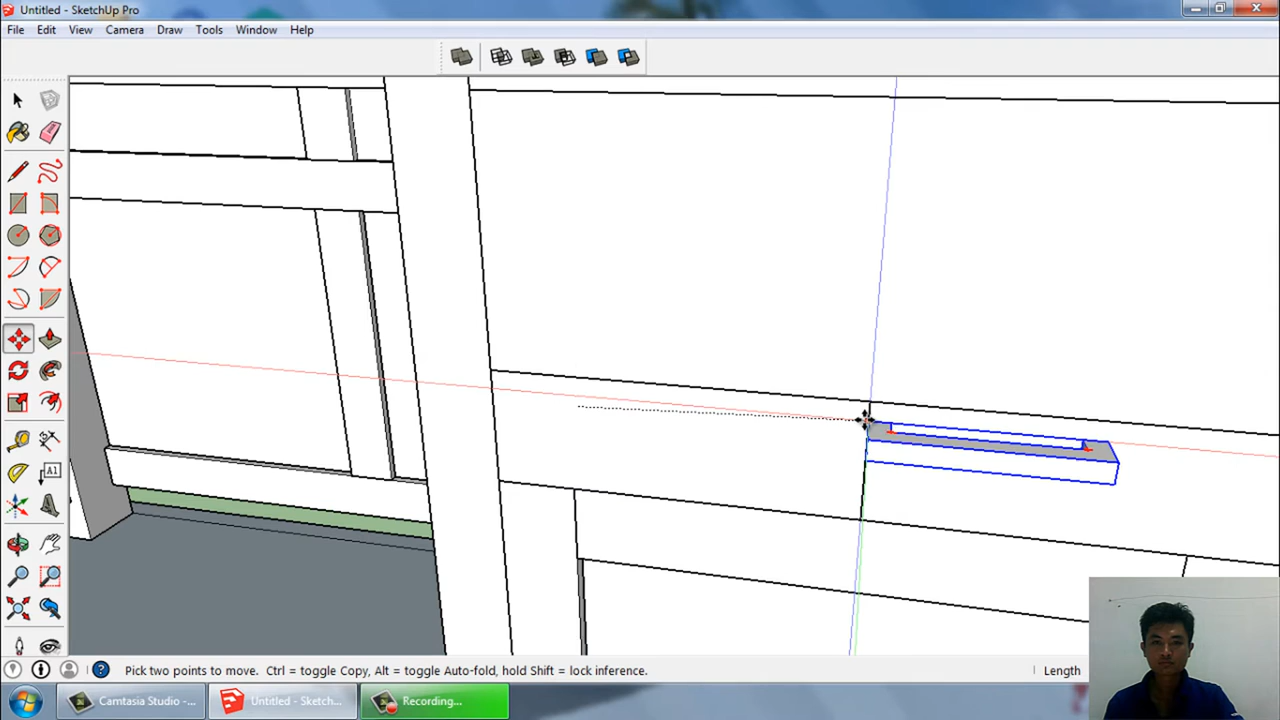 Untitled - SketchUp Pro
File Edit View Camera Draw Tools Window Help
A1
Pick two points to move. Ctrl = toggle Copy, Alt = toggle Auto-fold, hold Shift = lock inference.
Length
Camtasia Studio -... Untitled - Sketch... Recording...